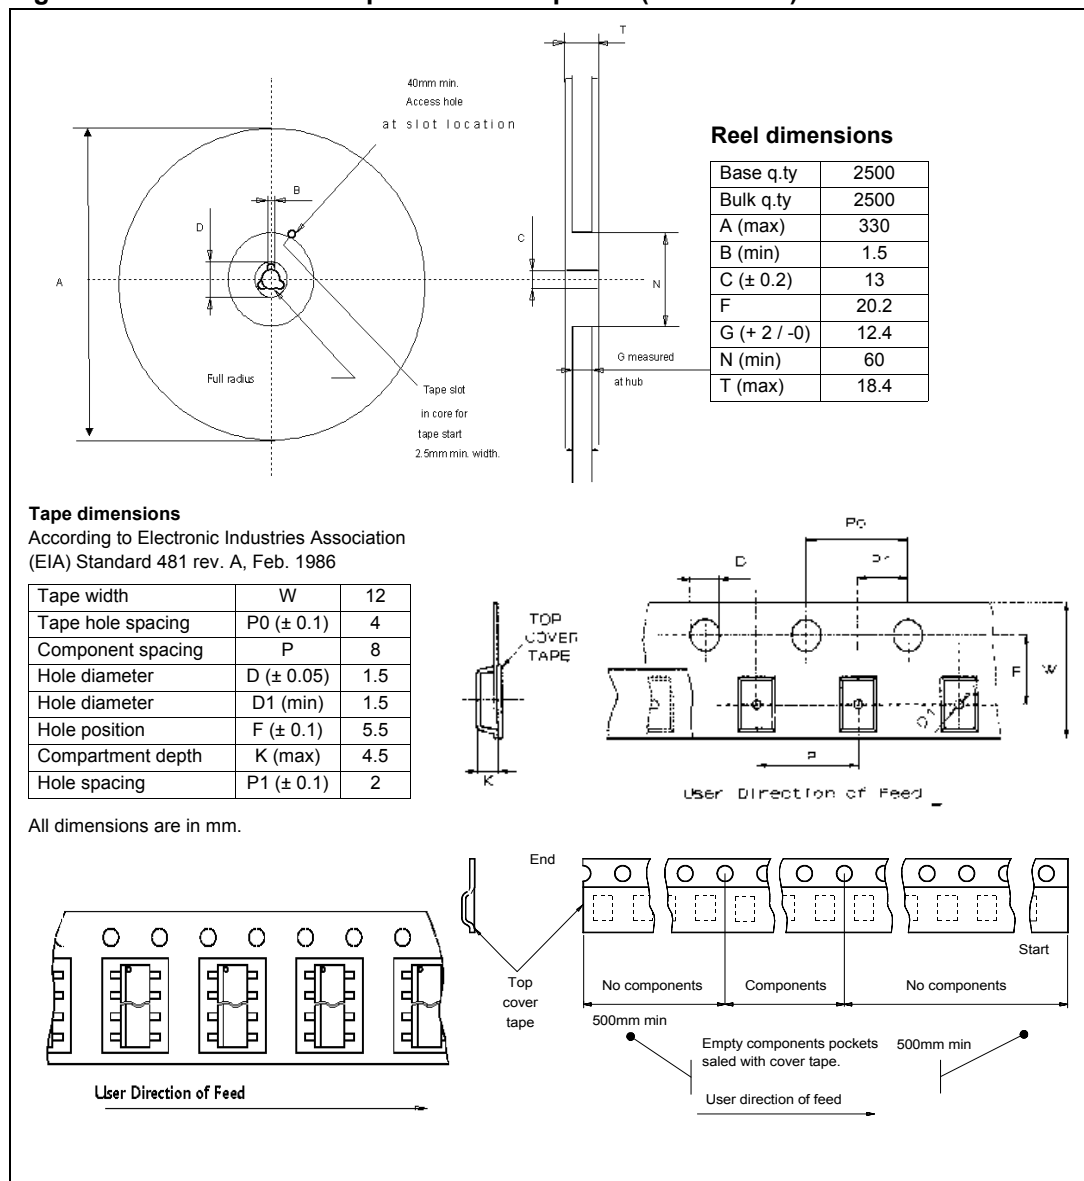 T
40mm min.
Access hole
at slot location
B
D
C
A
N
G measured
at hub
Full radius
Tape slot
in core for
tape start
2.5mm min. width.
Reel dimensions
Base q.ty 2500
Bulk q.ty 2500
A (max) 330
B (min) 1.5
C (± 0.2) 13
F 20.2
G (+ 2 / -0) 12.4
N (min) 60
T (max) 18.4
Tape dimensions
According to Electronic Industries Association
(EIA) Standard 481 rev. A, Feb. 1986
Tape width W 12
Tape hole spacing P0 (± 0.1) 4
Component spacing P 8
Hole diameter D (± 0.05) 1.5
Hole diameter D1 (min) 1.5
Hole position F (± 0.1) 5.5
Compartment depth K (max) 4.5
Hole spacing P1 (± 0.1) 2
All dimensions are in mm.
P0
D
TOP
COVER
TAPE
F
W
D1
P
K
User Direction of Feed
End
Start
Top
cover
tape
No components
Components
No components
500mm min
Empty components pockets
saled with cover tape.
500mm min
User direction of feed
User Direction of Feed